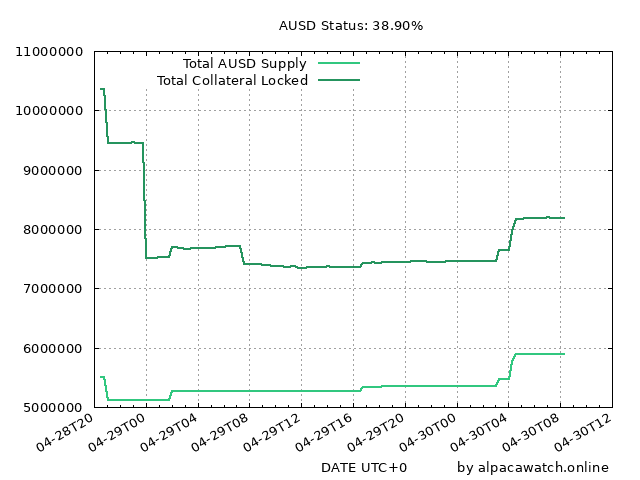 AUSD Status: 38.90%
11000000
Total AUSD Supply
Total Collateral Locked
10000000
9000000
8000000
7000000
6000000
5000000
04-28T20 04-29T00 04-29T04 04-29T08 04-29T12 04-29T16 04-29T20 04-30T00 04-30T04 04-30T08 04-30T12
DATE UTC+0 by alpacawatch.online